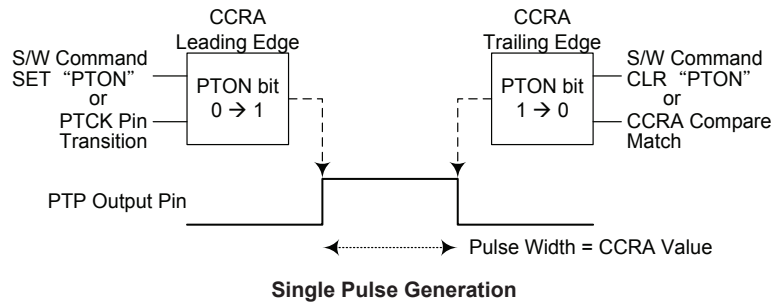 CCRA
Leading Edge
CCRA
Trailing Edge
S/W Command
SET “PTON”
or
PTCK Pin
Transition
PTON bit
0 → 1
PTON bit
1 → 0
S/W Command
CLR “PTON”
or
CCRA Compare
Match
PTP Output Pin
Pulse Width = CCRA Value
Single Pulse Generation